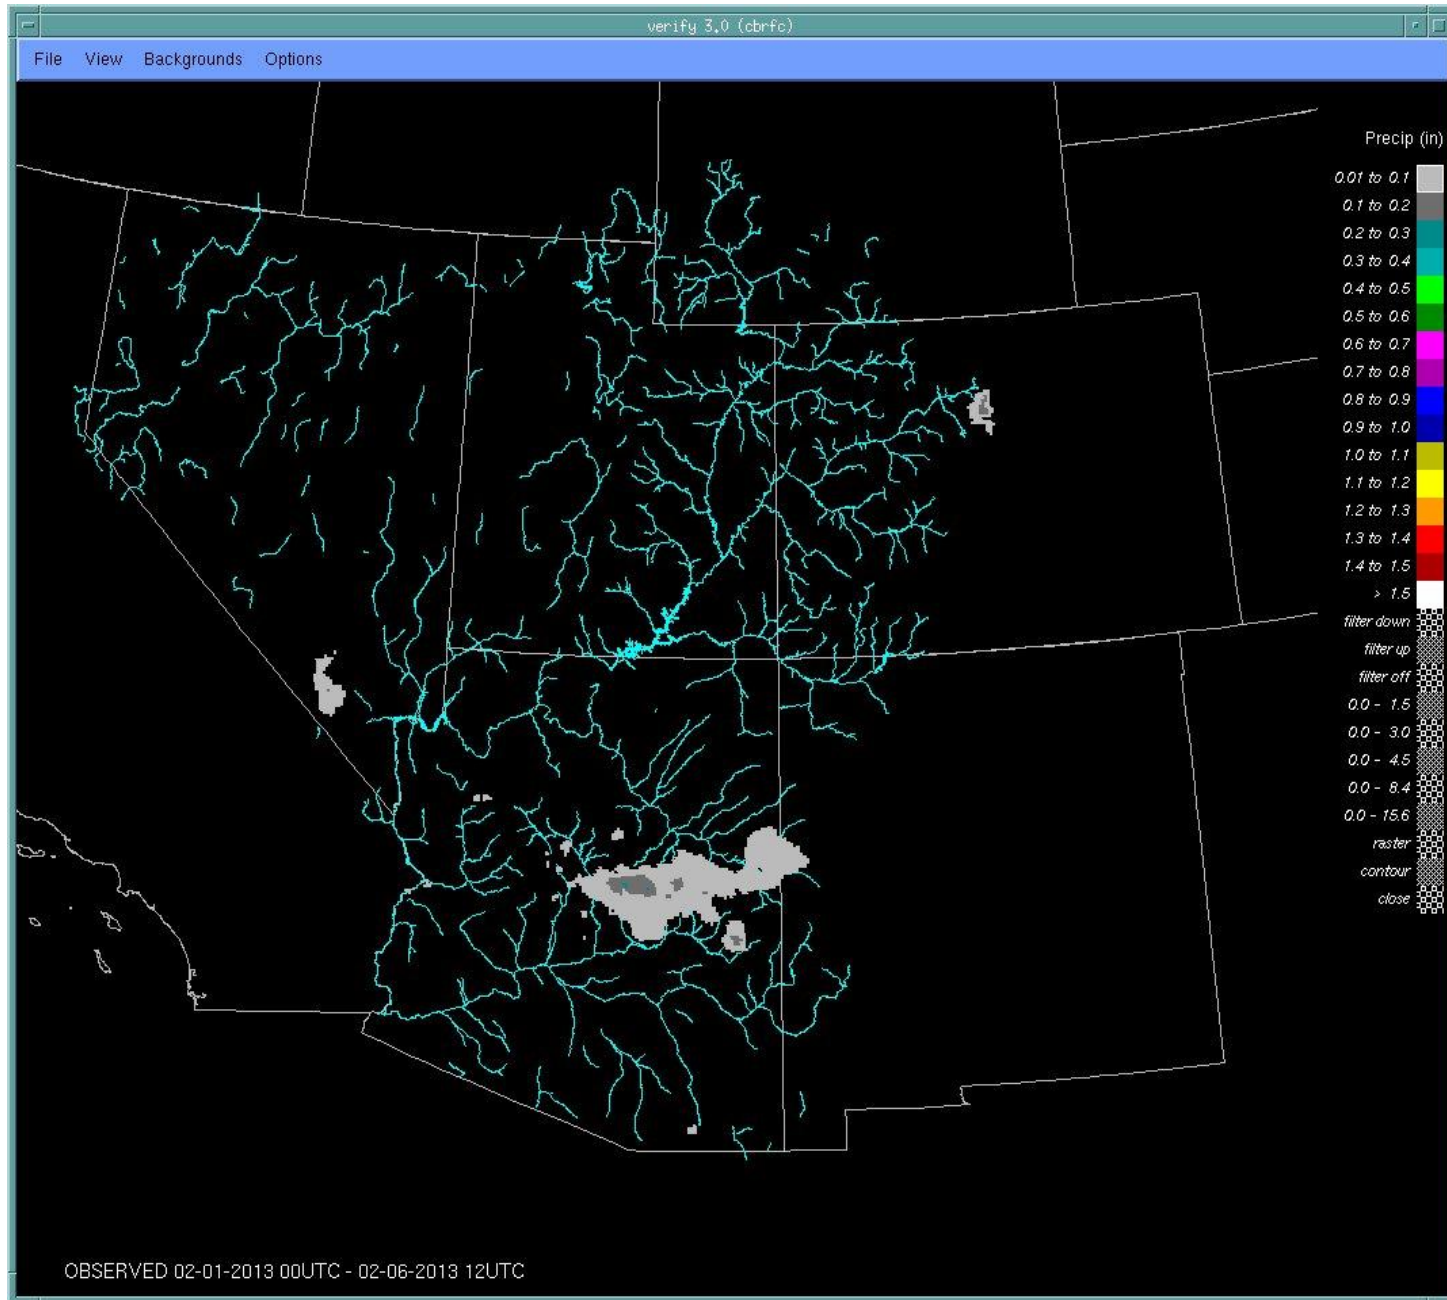 verify 3.0 (cbrfc)
File View Backgrounds Options
Precip (in)
0.01 to 0.1
0.1 to 0.2
0.2 to 0.3
0.3 to 0.4
0.4 to 0.5
0.5 to 0.6
0.6 to 0.7
0.7 to 0.8
0.8 to 0.9
0.9 to 1.0
1.0 to 1.1
1.1 to 1.2
1.2 to 1.3
1.3 to 1.4
1.4 to 1.5
> 1.5
filter down
filter up
filter off
0.0 - 1.5
0.0 - 3.0
0.0 - 4.5
0.0 - 8.4
0.0 - 15.6
raster
contour
close
OBSERVED 02-01-2013 00UTC - 02-06-2013 12UTC